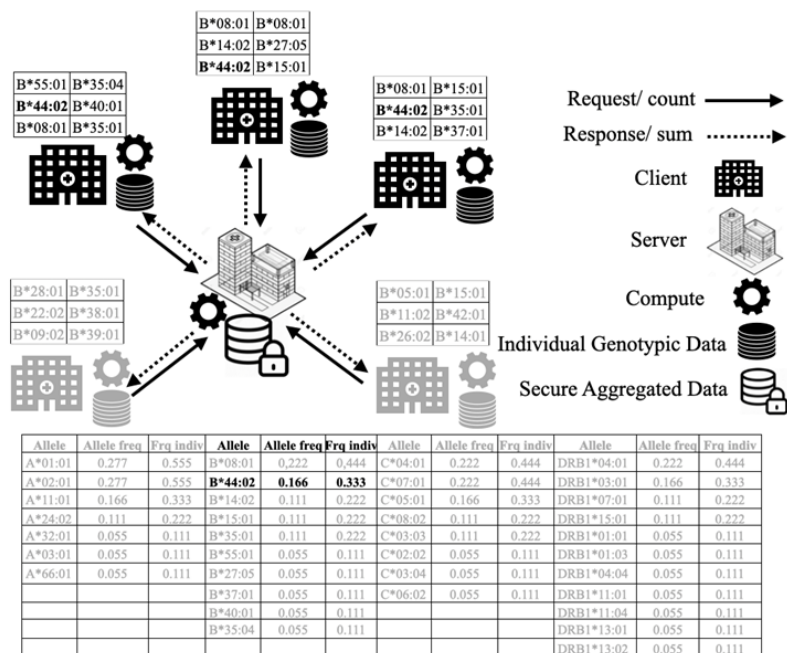 B*08:01 B*08:01
B*14:02 B*27:05
B*44:02 B*15:01
B*55:01 B*35:04
B*44:02 B*40:01
B*08:01 B*35:01
B*08:01 B*15:01
B*44:02 B*35:01
B*14:02 B*37:01
Request/ count
Response/ sum
Client
Server
Compute
Individual Genotypic Data
Secure Aggregated Data
B*28:01 B*35:01
B*22:02 B*38:01
B*09:02 B*39:01
B*05:01 B*15:01
B*11:02 B*42:01
B*26:02 B*14:01
Allele Allele freq Frq indiv Allele Allele freq Frq indiv Allele Allele freq Frq indiv Allele Allele freq Frq indiv
A*01:01 0.277 0.555 B*08:01 0,222 0,444 C*04:01 0.222 0.444 DRB1*04:01 0.222 0.444
A*02:01 0.277 0.555 B*44:02 0.166 0.333 C*07:01 0.222 0.444 DRB1*03:01 0.166 0.333
A*11:01 0.166 0.333 B*14:02 0.111 0.222 C*05:01 0.166 0.333 DRB1*07:01 0.111 0.222
A*24:02 0.111 0.222 B*15:01 0.111 0.222 C*08:02 0.111 0.222 DRB1*15:01 0.111 0.222
A*32:01 0.055 0.111 B*35:01 0.111 0.222 C*03:03 0.111 0.222 DRB1*01:01 0.055 0.111
A*03:01 0.055 0.111 B*55:01 0.055 0.111 C*02:02 0.055 0.111 DRB1*01:03 0.055 0.111
A*66:01 0.055 0.111 B*27:05 0.055 0.111 C*03:04 0.055 0.111 DRB1*04:04 0.055 0.111
B*37:01 0.055 0.111 C*06:02 0.055 0.111 DRB1*11:01 0.055 0.111
B*40:01 0.055 0.111 DRB1*11:04 0.055 0.111
B*35:04 0.055 0.111 DRB1*13:01 0.055 0.111
DRB1*13:02 0.055 0.111